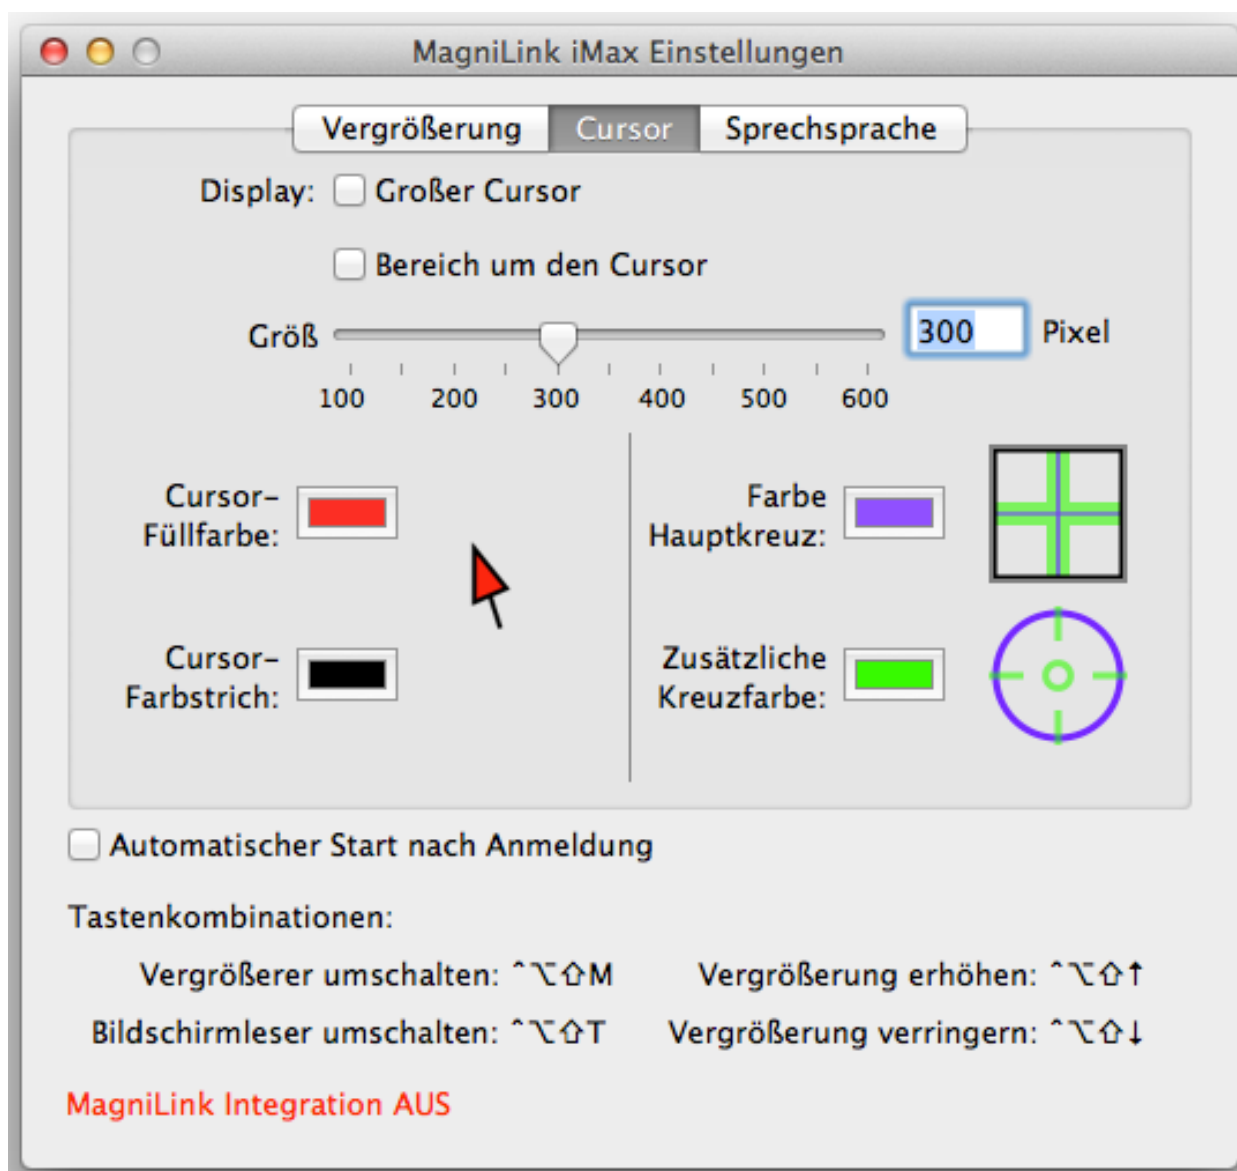 MagniLink iMax Einstellungen
Vergrößerung Cursor Sprechsprache
Display: Großer Cursor
Bereich um den Cursor
Größ 300 Pixel
100 200 300 400 500 600
Cursor-
Füllfarbe:
Farbe
Hauptkreuz:
Cursor-
Farbstrich:
Zusätzliche
Kreuzfarbe:
Automatischer Start nach Anmeldung
Tastenkombinationen:
Vergrößerer umschalten: ⌃⌥⇧M Vergrößerung erhöhen: ⌃⌥⇧↑
Bildschirmleser umschalten: ⌃⌥⇧T Vergrößerung verringern: ⌃⌥⇧↓
MagniLink Integration AUS